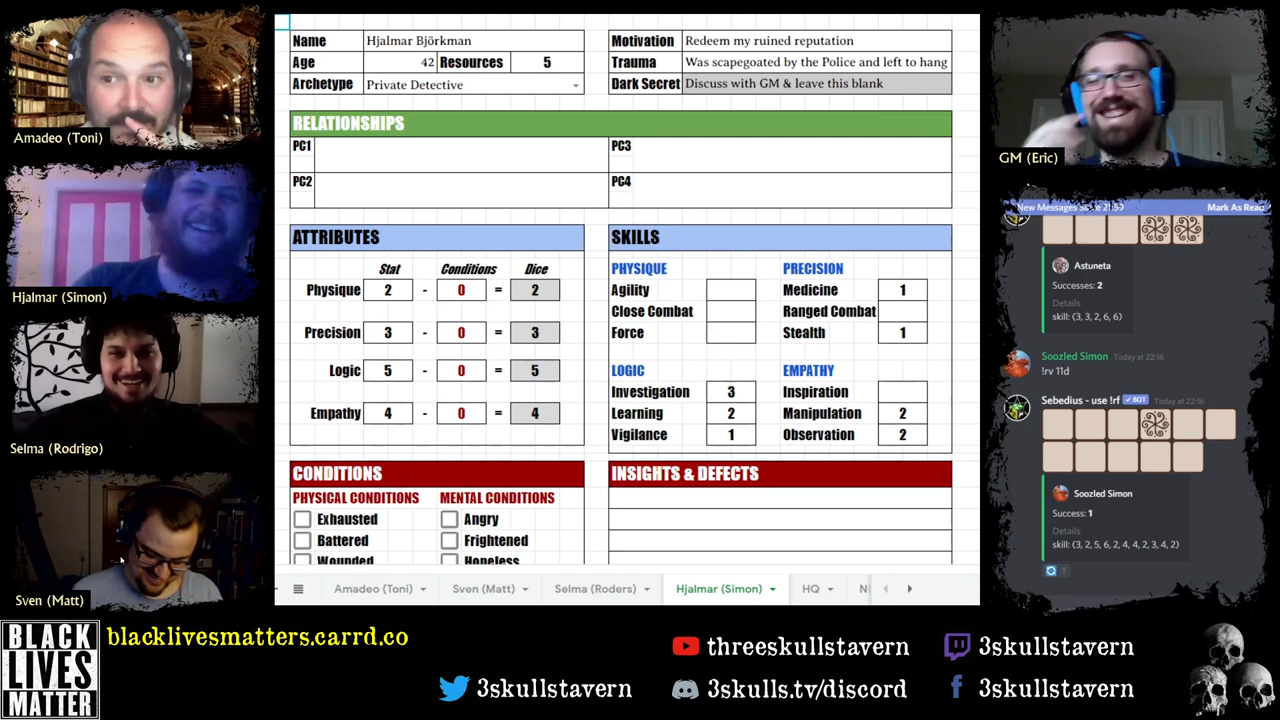 Amadeo (Toni)
Hjalmar (Simon)
Selma (Rodrigo)
Sven (Matt)
Name Hjalmar Björkman
Age 42 Resources 5
Archetype Private Detective
Motivation Redeem my ruined reputation
Trauma Was scapegoated by the Police and left to hang
Dark Secret Discuss with GM & leave this blank
RELATIONSHIPS
PC1
PC3
PC2
PC4
ATTRIBUTES
Stat Conditions Dice
Physique 2 - 0 = 2
Precision 3 - 0 = 3
Logic 5 - 0 = 5
Empathy 4 - 0 = 4
SKILLS
PHYSIQUE
Agility
Close Combat
Force
PRECISION
Medicine 1
Ranged Combat
Stealth 1
LOGIC
Investigation 3
Learning 2
Vigilance 1
EMPATHY
Inspiration
Manipulation 2
Observation 2
CONDITIONS
PHYSICAL CONDITIONS
Exhausted
Battered
Wounded
MENTAL CONDITIONS
Angry
Frightened
Hopeless
INSIGHTS & DEFECTS
Amadeo (Toni) Sven (Matt) Selma (Roders) Hjalmar (Simon) HQ
GM (Eric)
Mark As Read
Astuneta
Successes: 2
Details
skill: (3, 3, 2, 6, 6)
Soozled Simon Today at 22:16
!rv 11d
Sebedius - use !rf BOT Today at 22:16
Soozled Simon
Success: 1
Details
skill: (3, 2, 5, 6, 2, 4, 4, 2, 3, 4, 2)
1
BLACK
LIVES
MATTER
blacklivesmatters.carrd.co
threeskullstavern
3skullstavern
3skullstavern
3skulls.tv/discord
3skullstavern